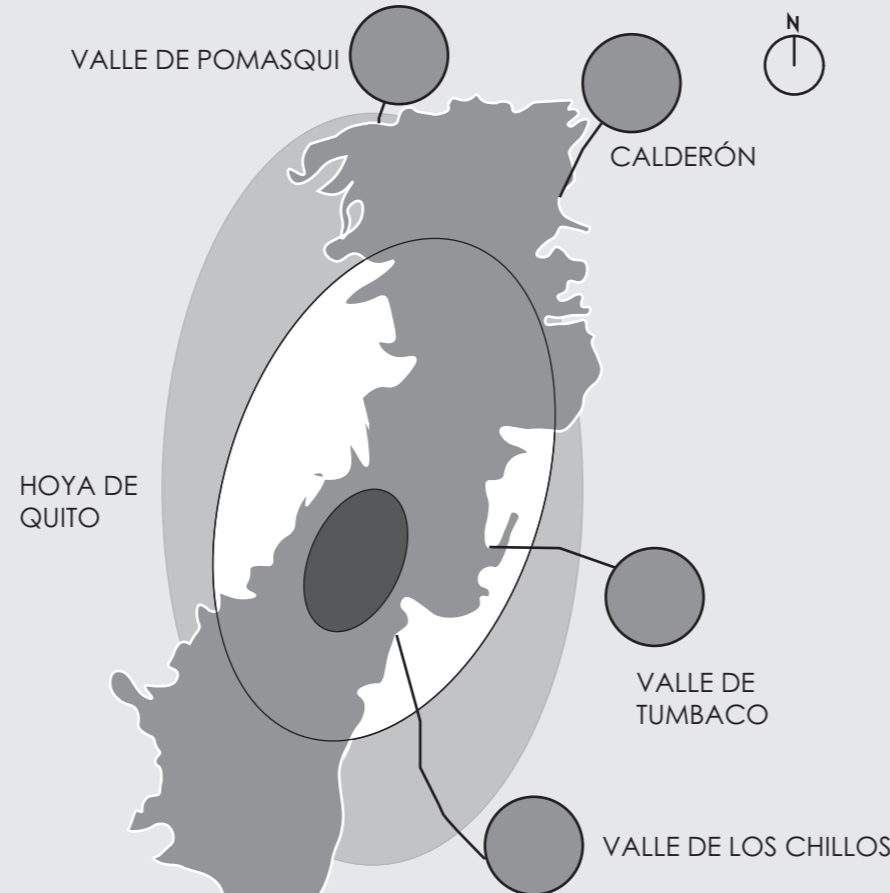 N
VALLE DE POMASQUI
CALDERÓN
HOYA DE
QUITO
VALLE DE
TUMBACO
VALLE DE LOS CHILLOS